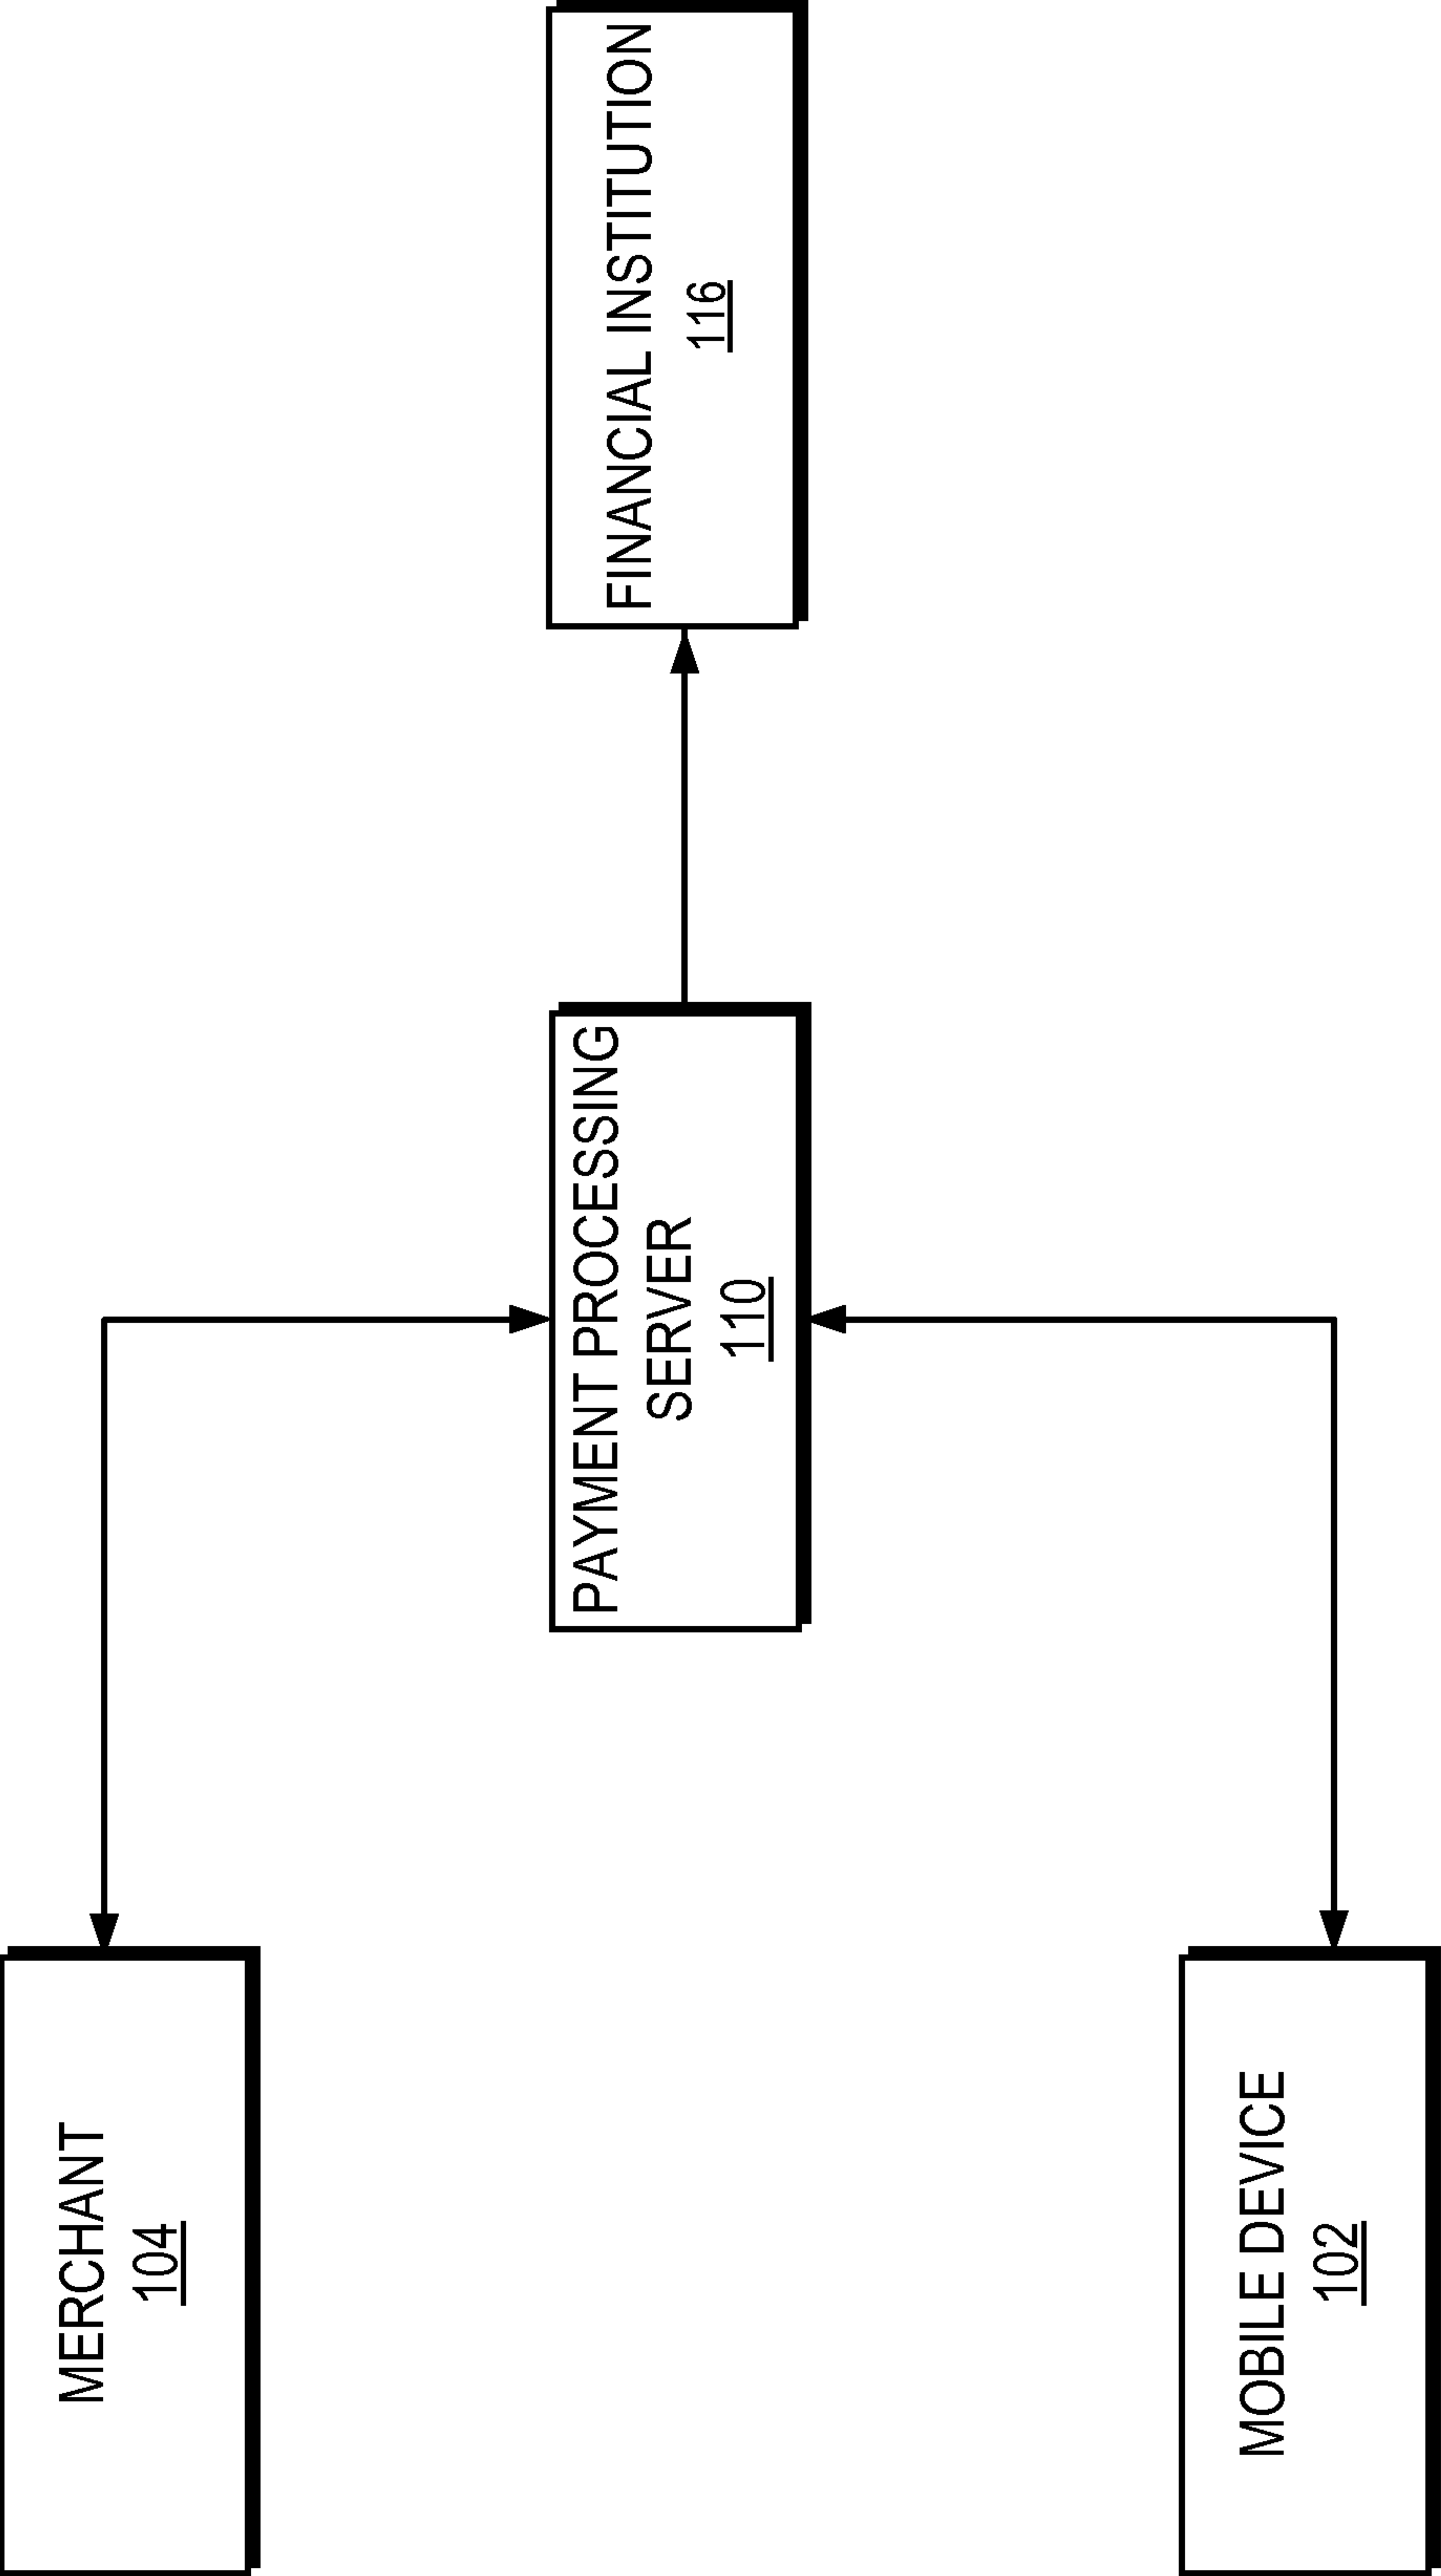 MERCHANT
104
PAYMENT PROCESSING
SERVER
110
FINANCIAL INSTITUTION
116
MOBILE DEVICE
102